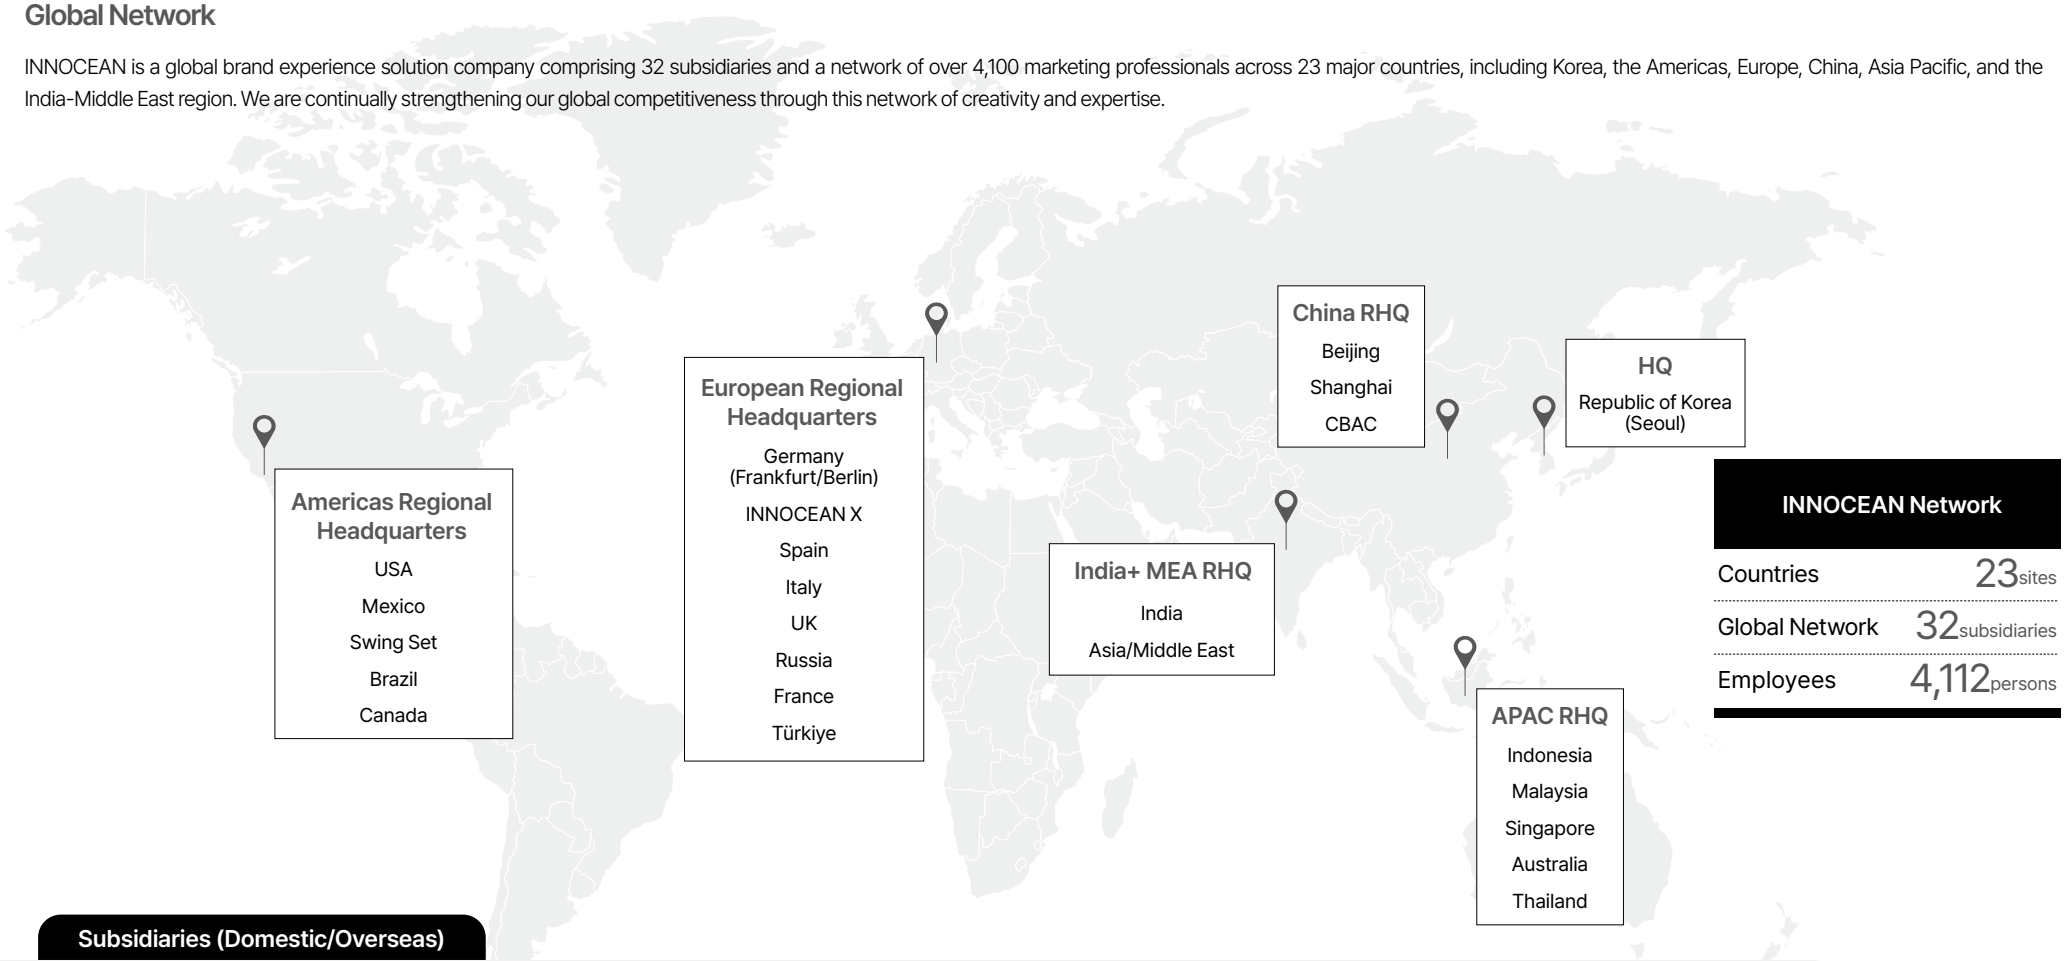 Global Network
INNOCEAN is a global brand experience solution company comprising 32 subsidiaries and a network of over 4,100 marketing professionals across 23 major countries, including Korea, the Americas, Europe, China, Asia Pacific, and the
India-Middle East region. We are continually strengthening our global competitiveness through this network of creativity and expertise.
Americas Regional
Headquarters
USA
Mexico
Swing Set
Brazil
Canada
European Regional
Headquarters
Germany
(Frankfurt/Berlin)
INNOCEAN X
Spain
Italy
UK
Russia
France
Türkiye
India+ MEA RHQ
India
Asia/Middle East
China RHQ
Beijing
Shanghai
CBAC
HQ
Republic of Korea
(Seoul)
APAC RHQ
Indonesia
Malaysia
Singapore
Australia
Thailand
INNOCEAN Network
Countries 23sites
Global Network 32subsidiaries
Employees 4,112persons
Subsidiaries (Domestic/Overseas)